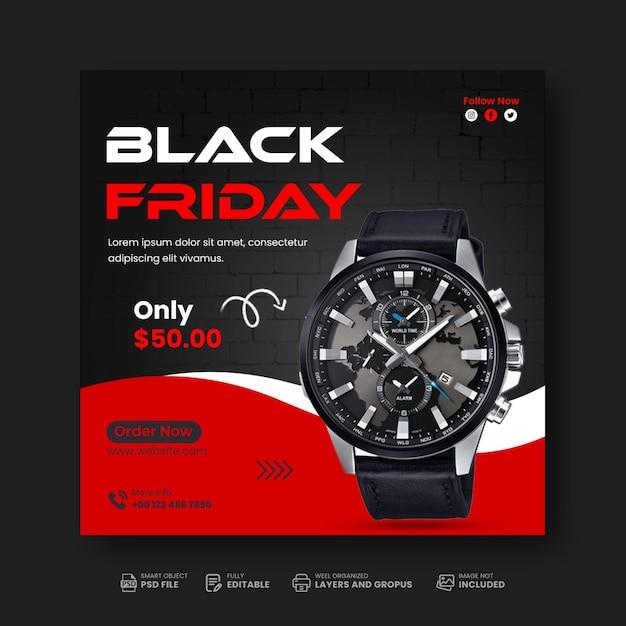 Follow Now
BLACK
FRIDAY
Lorem ipsum dolor sit amet, consectetur
adipiscing elit vivamus.
Only
$50.00
WORLD TIME
ALARM
Order Now
www.website.com
More Info
+00 123 456 7890
SMART OBJECT
PSD FILE
FULLY
EDITABLE
WEEL ORGANIZED
LAYERS AND GROPUS
IMAGE NOT
INCLUDED